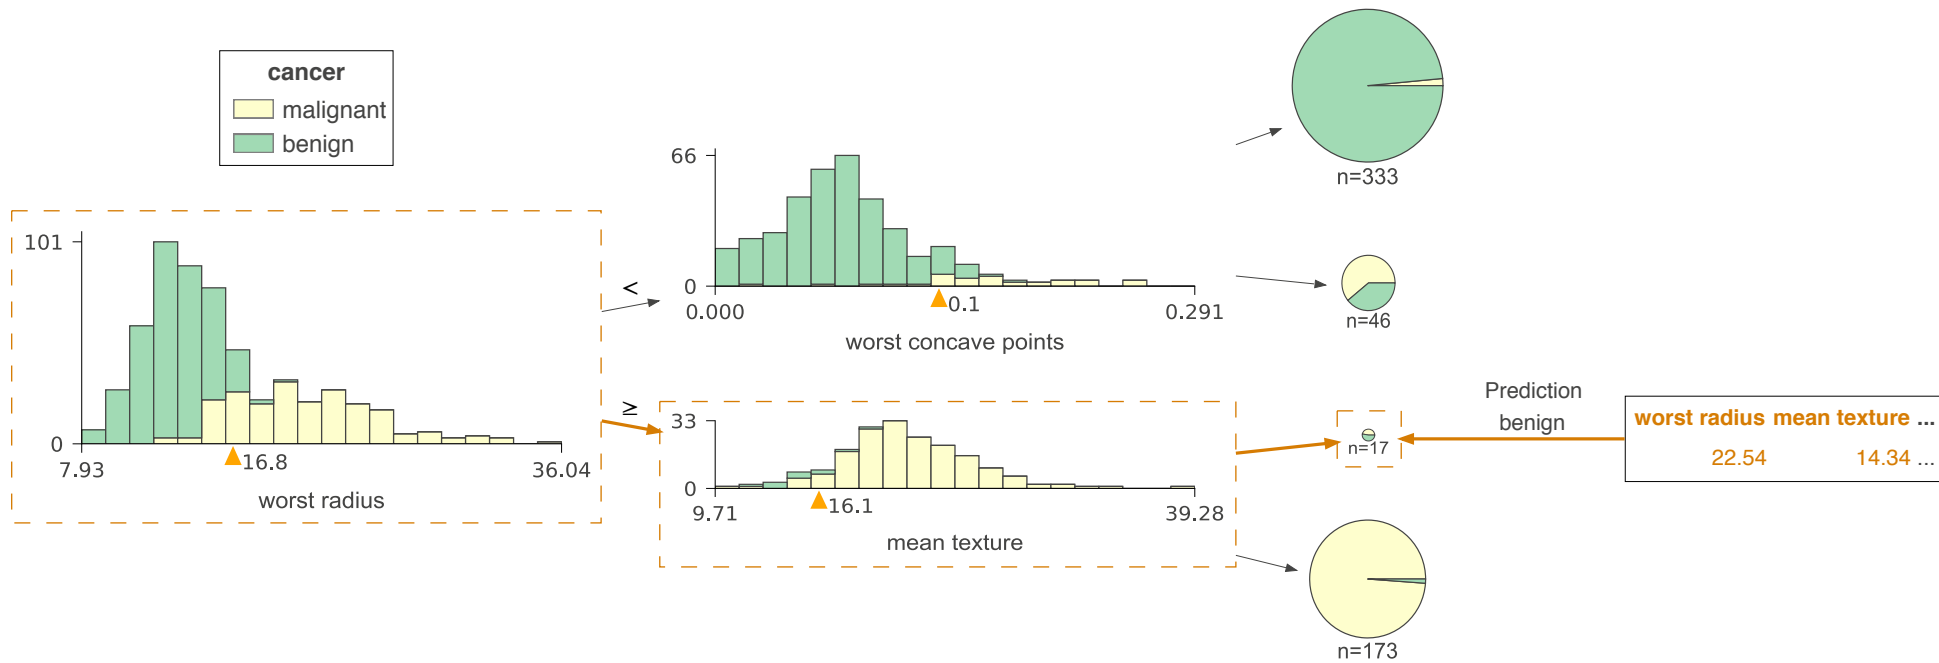 cancer
malignant
benign
101
0
7.93
16.8
36.04
worst radius
<
≥
66
0
0.000
0.1
0.291
worst concave points
33
0
9.71
16.1
39.28
mean texture
n=333
n=46
n=17
n=173
Prediction
benign
worst radius mean texture ...
22.54 14.34 ...